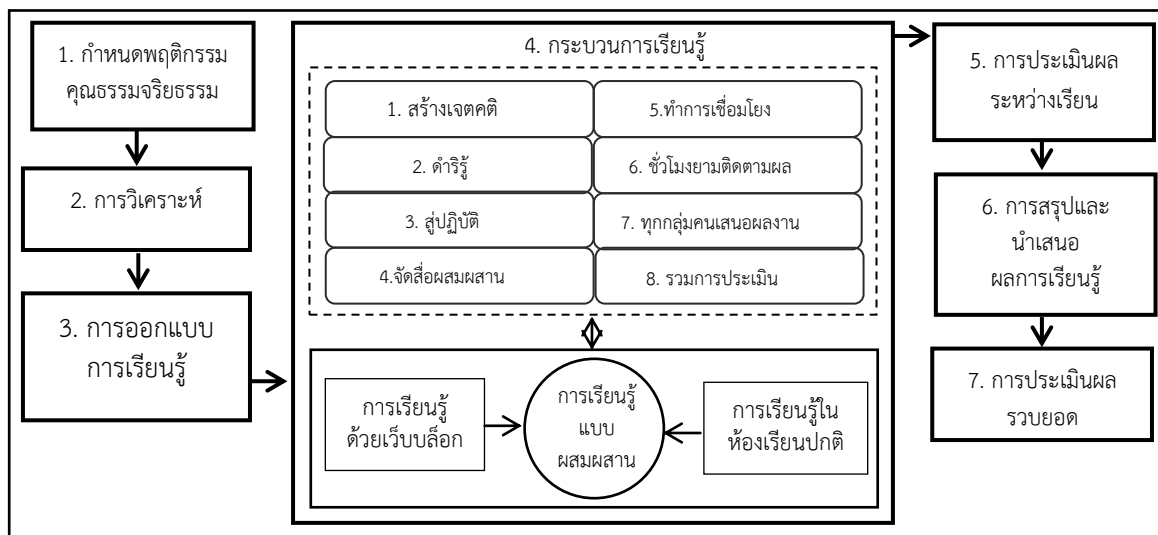 1. กำหนดพฤติกรรม
คุณธรรมจริยธรรม
2. การวิเคราะห์
3. การออกแบบ
การเรียนรู้
4. กระบวนการเรียนรู้
1. สร้างเจตคติ
2. ดำริรู้
3. สู่ปฏิบัติ
4.จัดสื่อผสมผสาน
5.ทำการเชื่อมโยง
6. ชั่วโมงยามติดตามผล
7. ทุกกลุ่มคนเสนอผลงาน
8. รวมการประเมิน
การเรียนรู้
ด้วยเว็บบล็อก
การเรียนรู้
แบบ
ผสมผสาน
การเรียนรู้ใน
ห้องเรียนปกติ
5. การประเมินผล
ระหว่างเรียน
6. การสรุปและ
นำเสนอ
ผลการเรียนรู้
7. การประเมินผล
รวบยอด